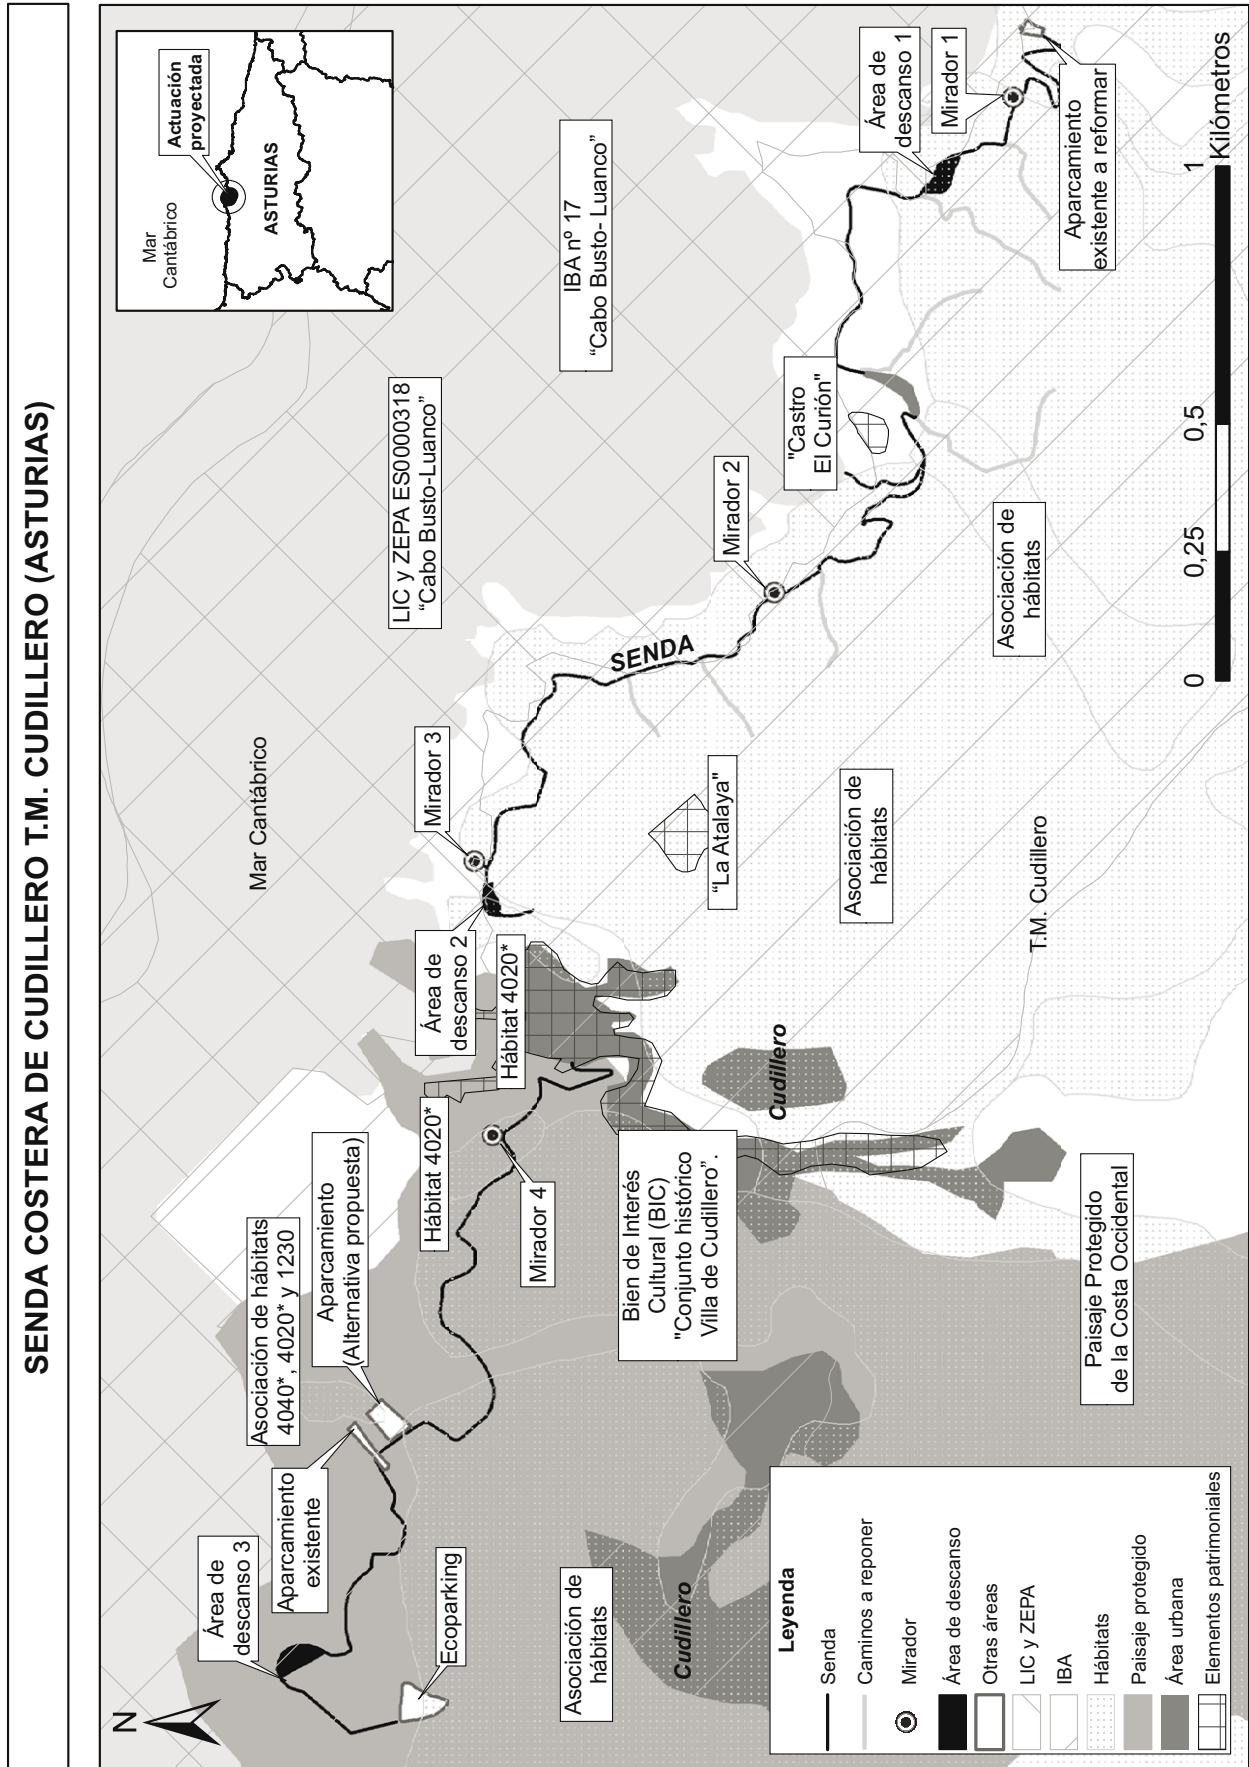 SENDA COSTERA DE CUDILLERO T.M. CUDILLERO (ASTURIAS)
N
Área de
descanso 3
Aparcamiento
existente
Ecoparking
Asociación de hábitats
4040*, 4020* y 1230
Aparcamiento
(Alternativa propuesta)
Hábitat 4020*
Mirador 4
Área de
descanso 2
Hábitat 4020*
Mirador 3
Mar Cantábrico
LIC y ZEPA ES0000318
“Cabo Busto-Luanco”
IBA nº 17
“Cabo Busto- Luanco”
Mar
Cantábrico
Actuación
proyectada
ASTURIAS
SENDA
Mirador 2
"Castro
El Curión"
Área de
descanso 1
Mirador 1
Aparcamiento
existente a reformar
“La Atalaya"
Bien de Interés
Cultural (BIC)
"Conjunto histórico
Villa de Cudillero”.
Asociación de
hábitats
Cudillero
Cudillero
Asociación de
hábitats
Asociación de
hábitats
T.M. Cudillero
Paisaje Protegido
de la Costa Occidental
Leyenda
Senda
Caminos a reponer
Mirador
Área de descanso
Otras áreas
LIC y ZEPA
IBA
Hábitats
Paisaje protegido
Área urbana
Elementos patrimoniales
0 0,25 0,5 1
Kilómetros